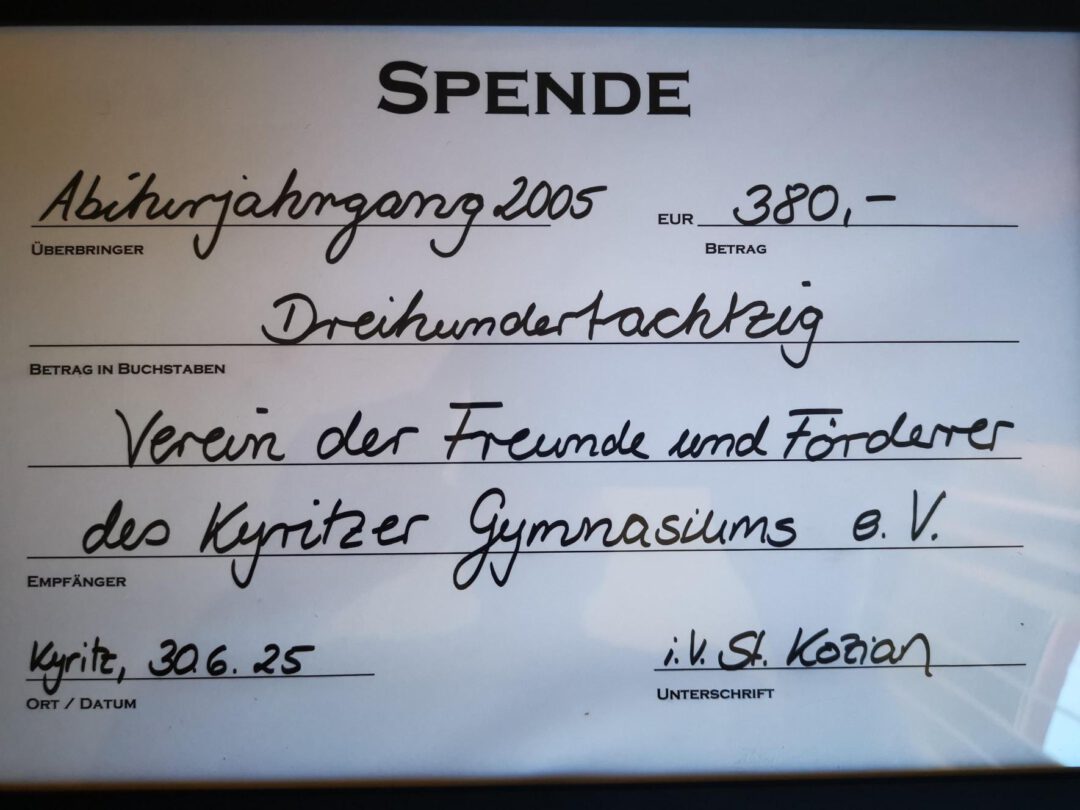 SPENDE
Abiturjahrgang 2005 EUR 380,-
ÜBERBRINGER BETRAG
Dreihundertachtzig
BETRAG IN BUCHSTABEN
Verein der Freunde und Förderer
des Kyritzer Gymnasiums e. V.
EMPFÄNGER
Kyritz, 30.6.25 i.V. St. Kozian
ORT / DATUM UNTERSCHRIFT